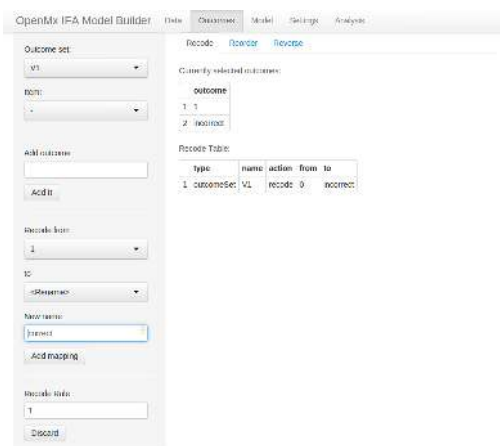 OpenMx IFA Model Builder Data Outcomes Model Settings Analysis
Recode Reorder Reverse
Outcome set:
V1
Item:
-
Add outcome
Add it
Recode from
1
to
<Rename>
New name
correct
Add mapping
Recode Rule
1
Discard
Currently selected outcomes:
outcome
1 1
2 incorrect
Recode Table:
type name action from to
1 outcomeSet V1 recode 0 incorrect